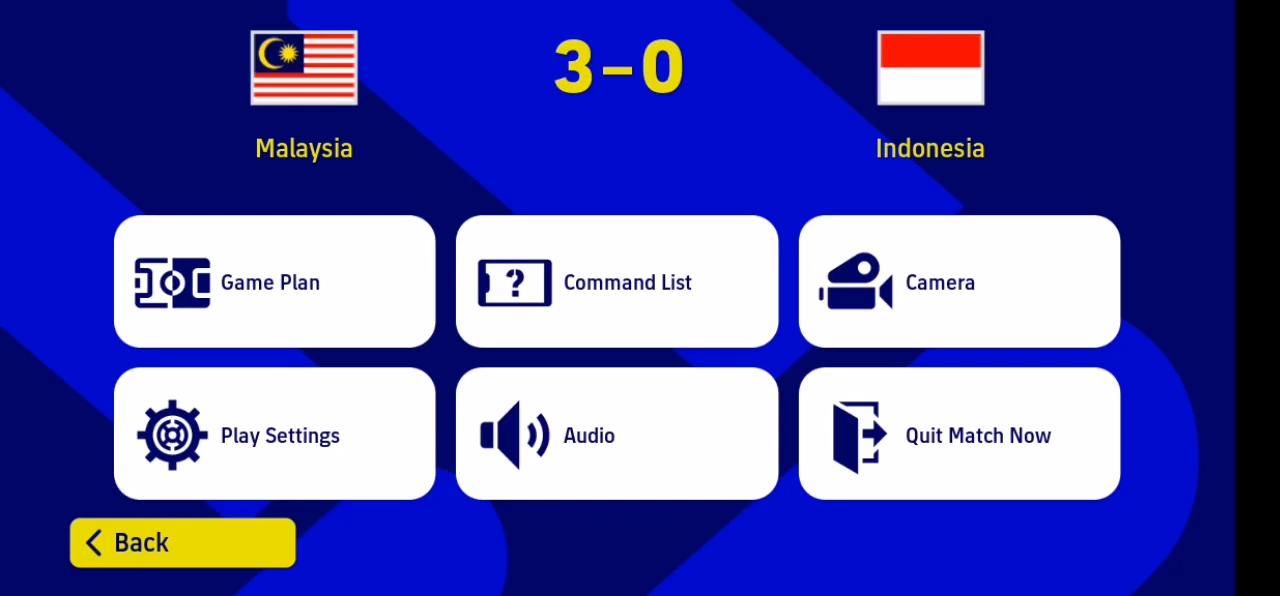 3-0
Malaysia
Indonesia
Game Plan
?
Command List
Camera
Play Settings
Audio
Quit Match Now
Back